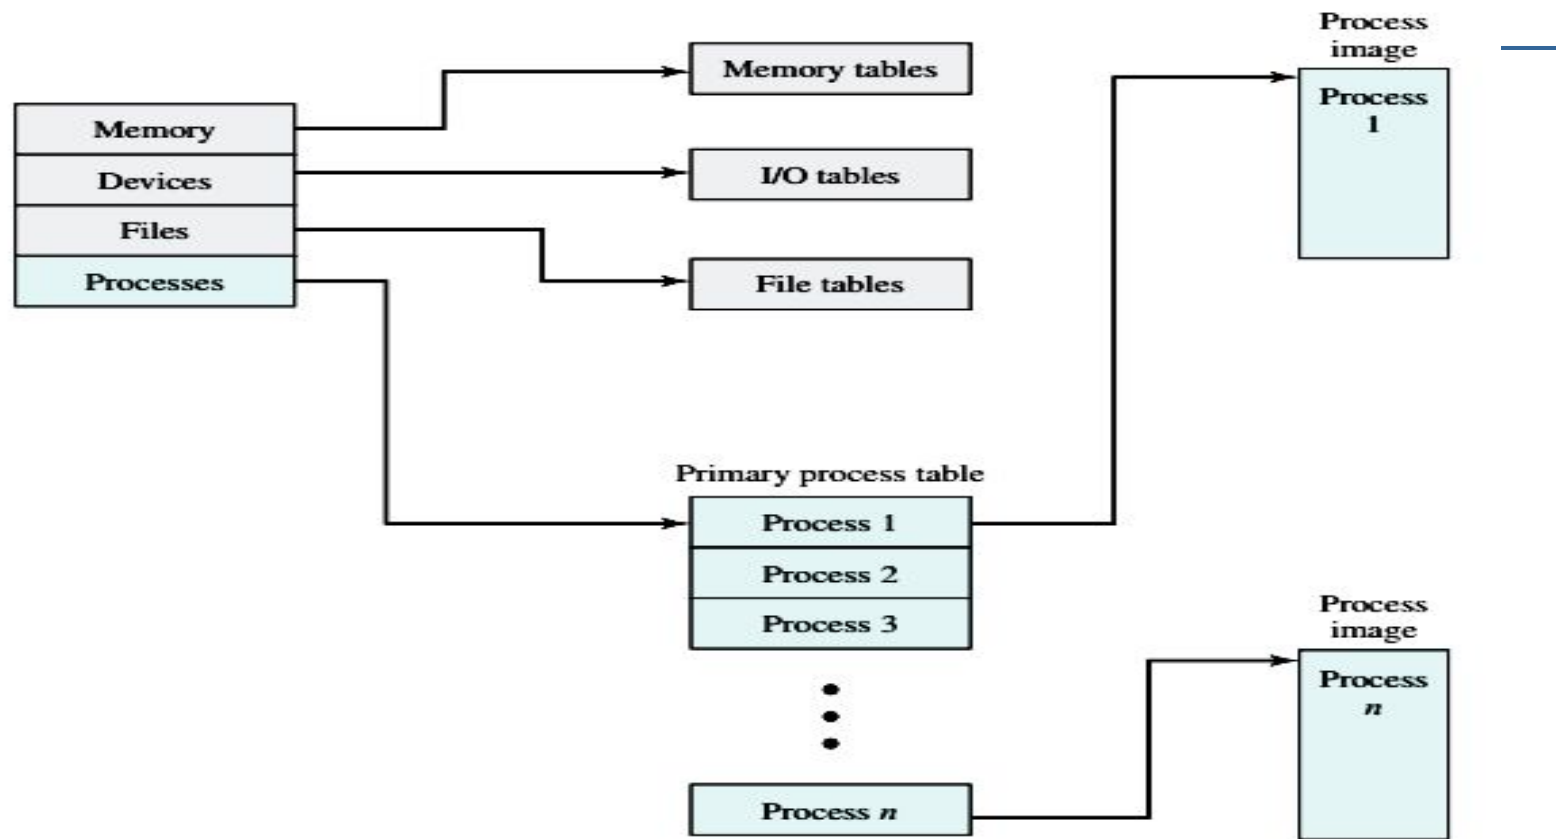 Memory
Devices
Files
Processes
Memory tables
I/O tables
File tables
Primary process table
Process 1
Process 2
Process 3
Process n
Process
image
Process
1
Process
image
Process
n